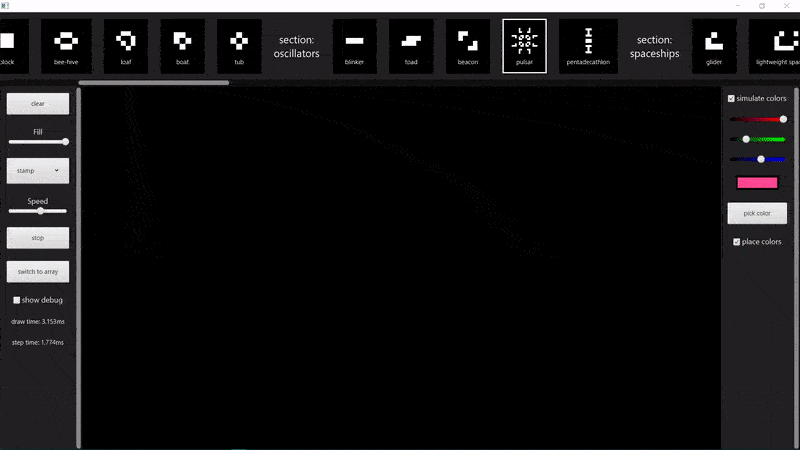 block
bee-hive
loaf
boat
tub
section:
oscillators
blinker
toad
beacon
pulsar
pentadecathlon
section:
spaceships
glider
lightweight spac
clear
Fill
stamp
Speed
stop
switch to array
show debug
draw time: 3.153ms
step time: 1.774ms
simulate colors
pick color
place colors